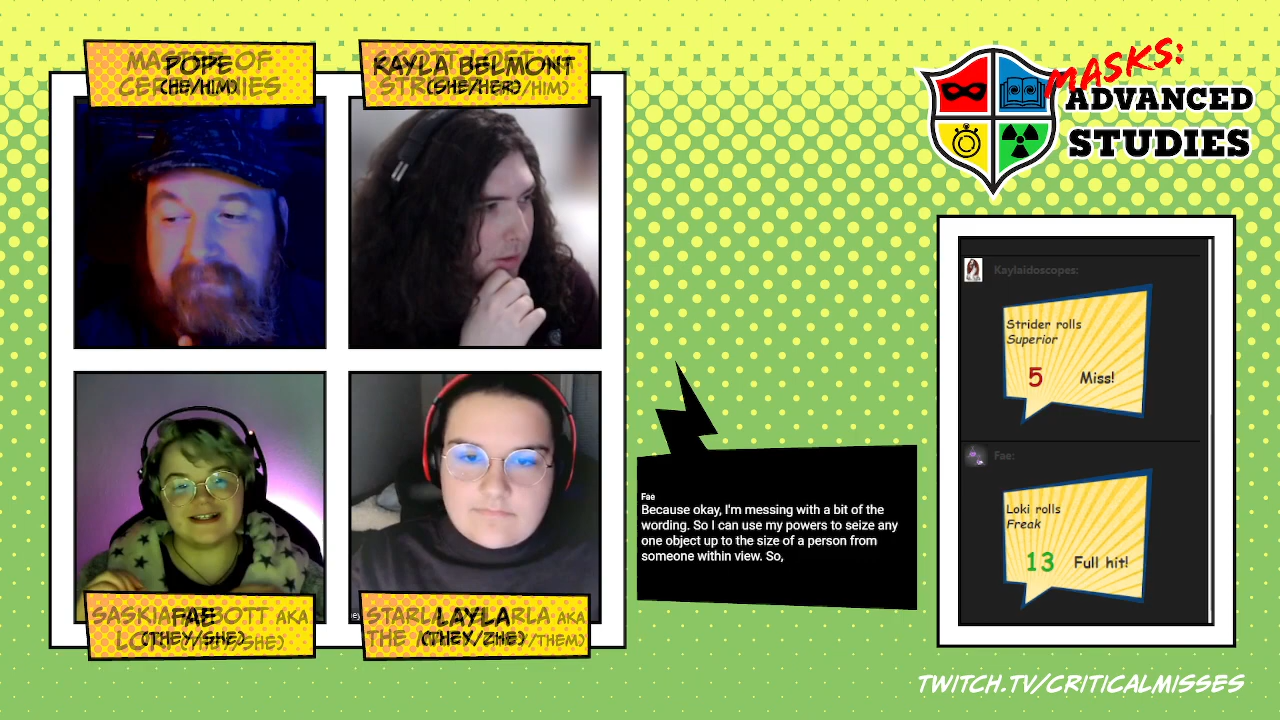 POPE
(HE/HIM)
KAYLA BELMONT
(SHE/HER)
FAE
(THEY/SHE)
LAYLA
(THEY/ZHE)
Fae
Because okay, I'm messing with a bit of the
wording. So I can use my powers to seize any
one object up to the size of a person from
someone within view. So,
MASKS:
ADVANCED
STUDIES
Kaylaidoscopes:
Strider rolls
Superior
5 Miss!
Fae:
Loki rolls
Freak
13 Full hit!
TWITCH.TV/CRITICALMISSES